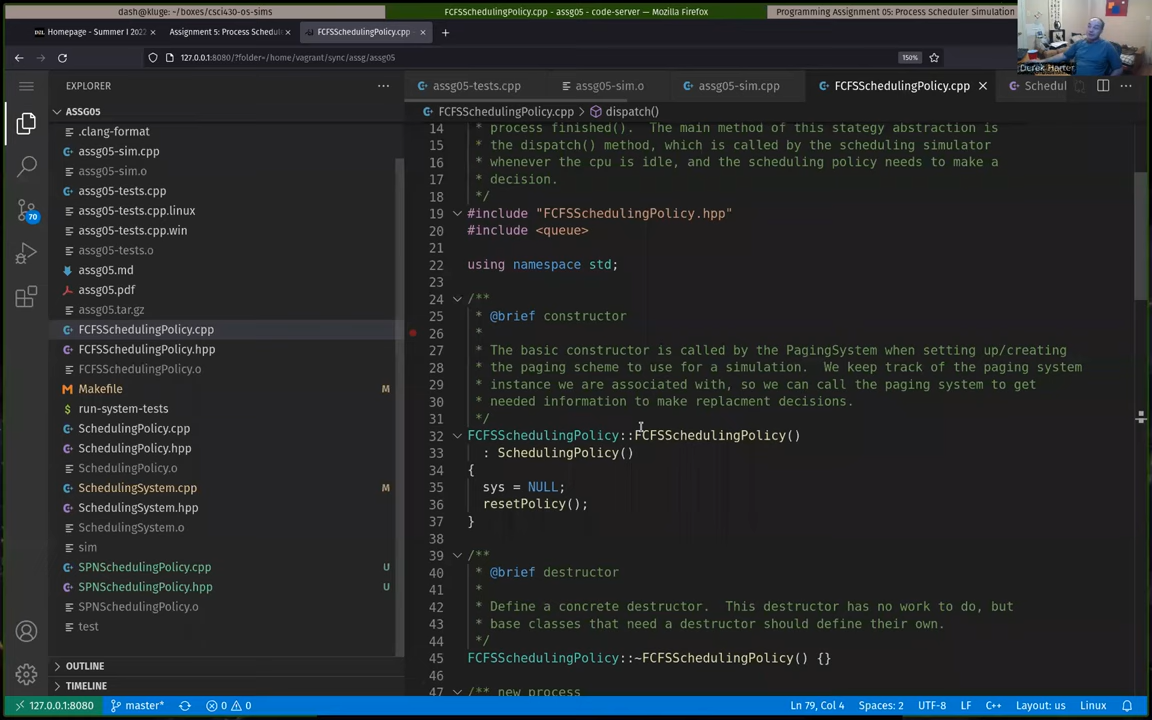 dash@kluge: ~/boxes/csci430-os-sims
FCFSSchedulingPolicy.cpp - assg05 - code-server — Mozilla Firefox
Programming Assignment 05: Process Scheduler Simulation
Homepage - Summer I 2022
Assignment 5: Process Schedul
FCFSSchedulingPolicy.cpp -
127.0.0.1:8080/?folder=/home/vagrant/sync/assg/assg05
150%
Derek Harter
EXPLORER
ASSG05
.clang-format
assg05-sim.cpp
assg05-sim.o
assg05-tests.cpp
assg05-tests.cpp.linux
assg05-tests.cpp.win
assg05-tests.o
assg05.md
assg05.pdf
assg05.tar.gz
FCFSSchedulingPolicy.cpp
FCFSSchedulingPolicy.hpp
FCFSSchedulingPolicy.o
Makefile M
run-system-tests
SchedulingPolicy.cpp
SchedulingPolicy.hpp
SchedulingPolicy.o
SchedulingSystem.cpp M
SchedulingSystem.hpp
SchedulingSystem.o
sim
SPNSchedulingPolicy.cpp U
SPNSchedulingPolicy.hpp U
SPNSchedulingPolicy.o
test
OUTLINE
TIMELINE
70
assg05-tests.cpp
assg05-sim.o
assg05-sim.cpp
FCFSSchedulingPolicy.cpp
Schedul
FCFSSchedulingPolicy.cpp > dispatch()
14 * process finished().  The main method of this stategy abstraction is
15 * the dispatch() method, which is called by the scheduling simulator
16 * whenever the cpu is idle, and the scheduling policy needs to make a
17 * decision.
18 */
19 #include "FCFSSchedulingPolicy.hpp"
20 #include <queue>
21
22 using namespace std;
23
24 /**
25 * @brief constructor
26 *
27 * The basic constructor is called by the PagingSystem when setting up/creating
28 * the paging scheme to use for a simulation.  We keep track of the paging system
29 * instance we are associated with, so we can call the paging system to get
30 * needed information to make replacment decisions.
31 */
32 FCFSSchedulingPolicy::FCFSSchedulingPolicy()
33 : SchedulingPolicy()
34 {
35 sys = NULL;
36 resetPolicy();
37 }
38
39 /**
40 * @brief destructor
41 *
42 * Define a concrete destructor.  This destructor has no work to do, but
43 * base classes that need a destructor should define their own.
44 */
45 FCFSSchedulingPolicy::~FCFSSchedulingPolicy() {}
46
47 /** new process
127.0.0.1:8080 master* 0 0 Ln 79, Col 4 Spaces: 2 UTF-8 LF C++ Layout: us Linux